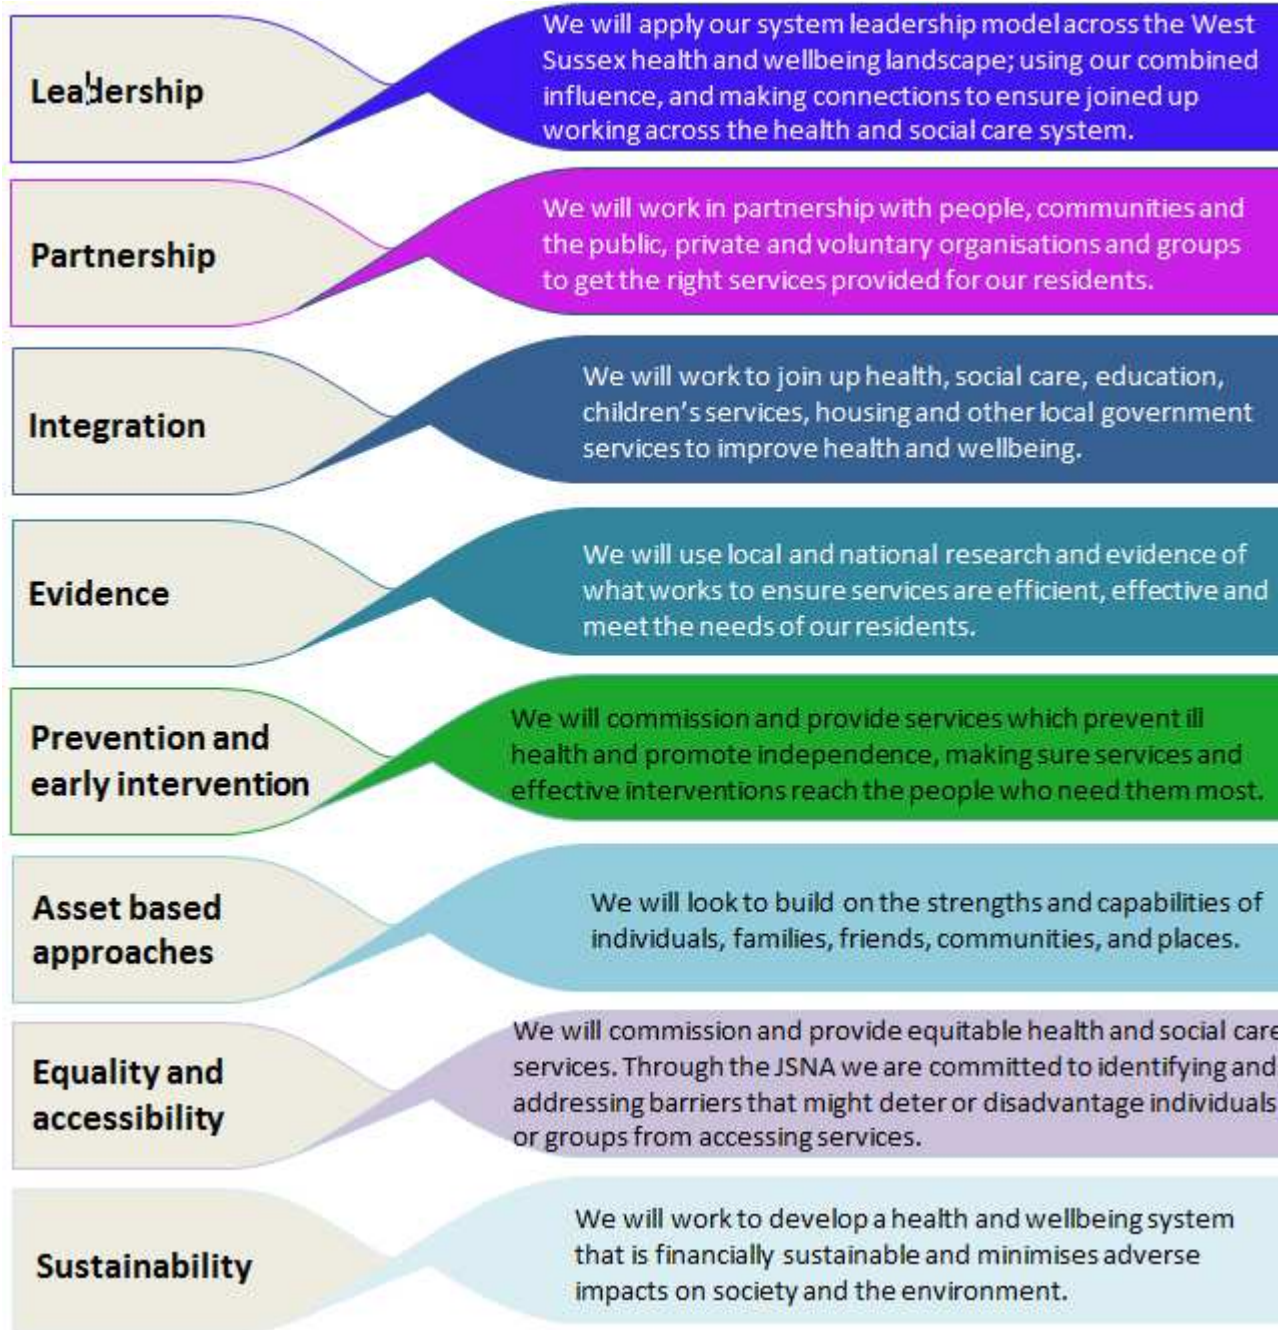 Leadership
We will apply our system leadership model across the West
Sussex health and wellbeing landscape; using our combined
influence, and making connections to ensure joined up
working across the health and social care system.
Partnership
We will work in partnership with people, communities and
the public, private and voluntary organisations and groups
to get the right services provided for our residents.
Integration
We will work to join up health, social care, education,
children’s services, housing and other local government
services to improve health and wellbeing.
Evidence
We will use local and national research and evidence of
what works to ensure services are efficient, effective and
meet the needs of our residents.
Prevention and
early intervention
We will commission and provide services which prevent ill
health and promote independence, making sure services and
effective interventions reach the people who need them most.
Asset based
approaches
We will look to build on the strengths and capabilities of
individuals, families, friends, communities, and places.
Equality and
accessibility
We will commission and provide equitable health and social care
services. Through the JSNA we are committed to identifying and
addressing barriers that might deter or disadvantage individuals
or groups from accessing services.
Sustainability
We will work to develop a health and wellbeing system
that is financially sustainable and minimises adverse
impacts on society and the environment.